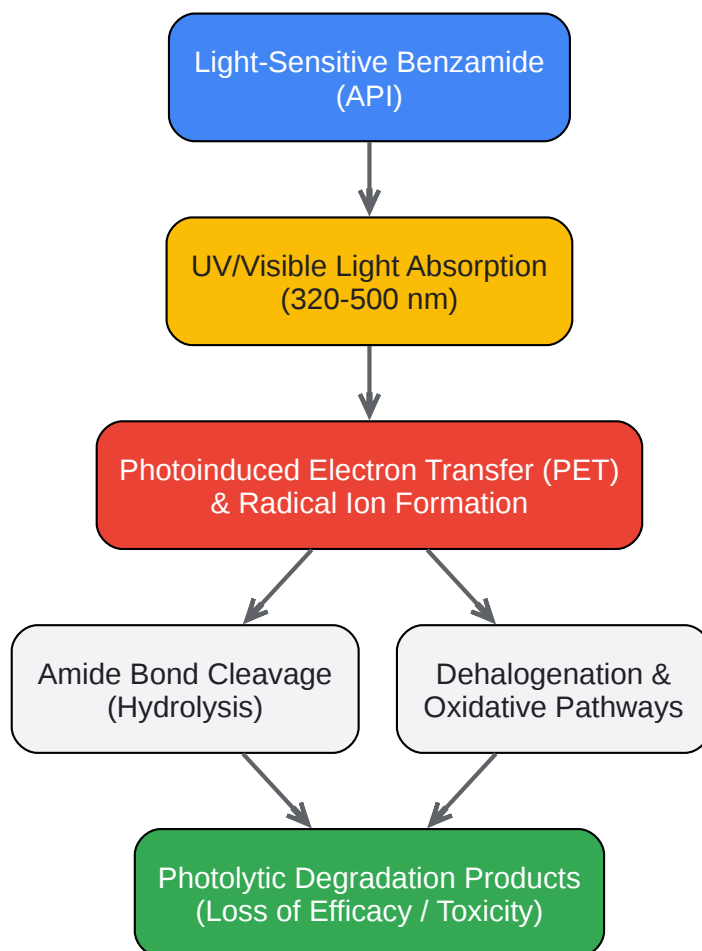 Light-Sensitive Benzamide
(API)
UV/Visible Light Absorption
(320-500 nm)
Photoinduced Electron Transfer (PET)
& Radical Ion Formation
Amide Bond Cleavage
(Hydrolysis)
Dehalogenation &
Oxidative Pathways
Photolytic Degradation Products
(Loss of Efficacy / Toxicity)